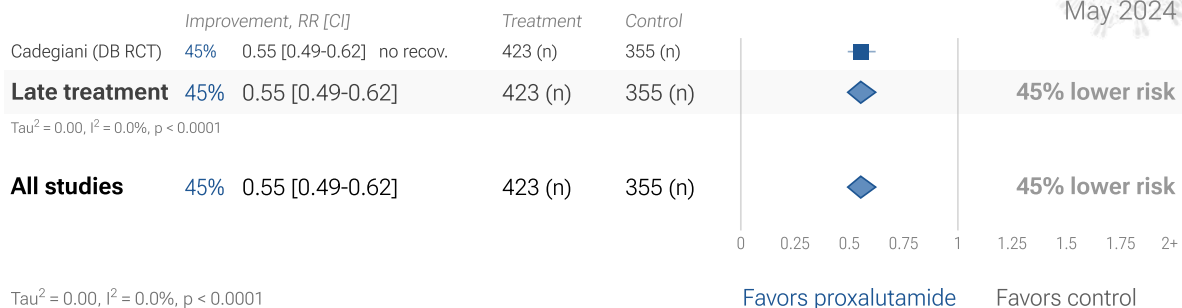 May 2024
Improvement, RR [CI] Treatment Control
Cadegiani (DB RCT) 45% 0.55 [0.49-0.62] no recov. 423 (n) 355 (n)
Late treatment 45% 0.55 [0.49-0.62] 423 (n) 355 (n) 45% lower risk
Tau² = 0.00, I² = 0.0%, p < 0.0001
All studies 45% 0.55 [0.49-0.62] 423 (n) 355 (n) 45% lower risk
0 0.25 0.5 0.75 1 1.25 1.5 1.75 2+
Tau² = 0.00, I² = 0.0%, p < 0.0001 Favors proxalutamide Favors control